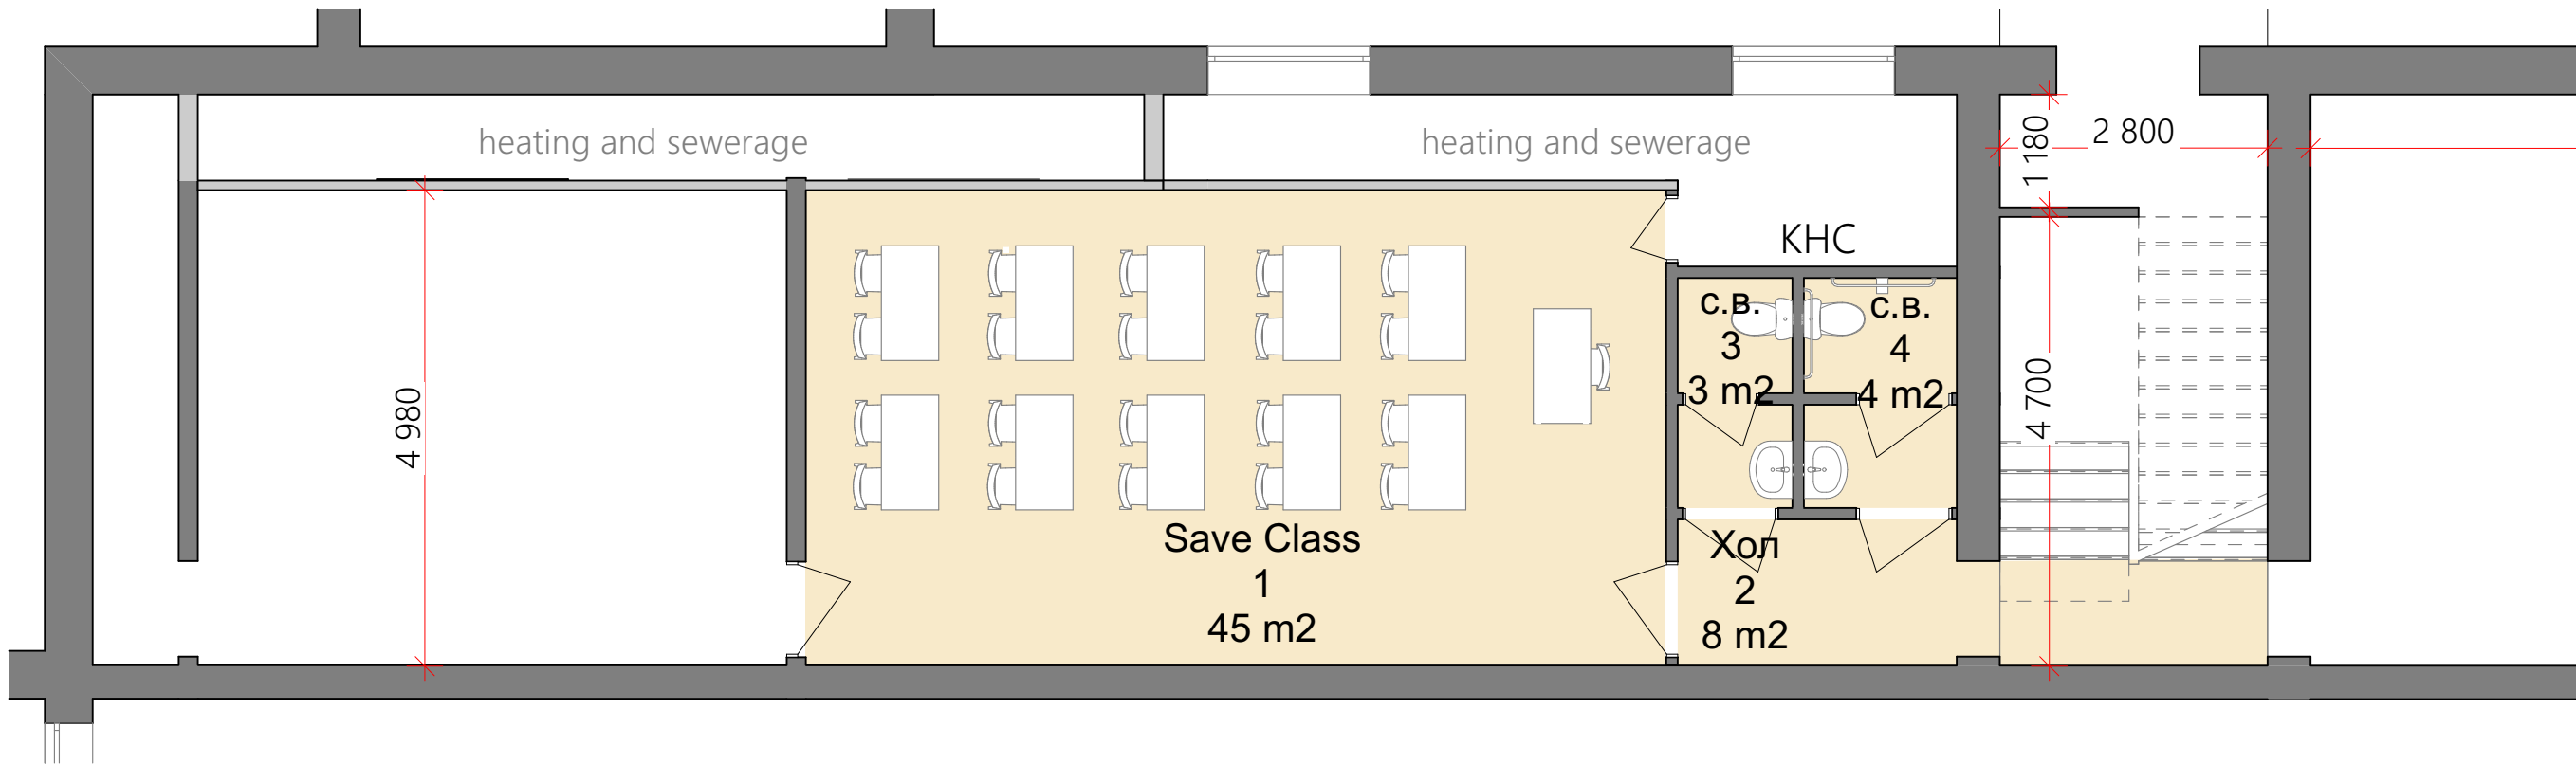 heating and sewerage
heating and sewerage
1 180
2 800
КНС
с.в.
3
3 m2
с.в.
4
4 m2
4 980
4 700
Save Class
1
45 m2
Хол
2
8 m2